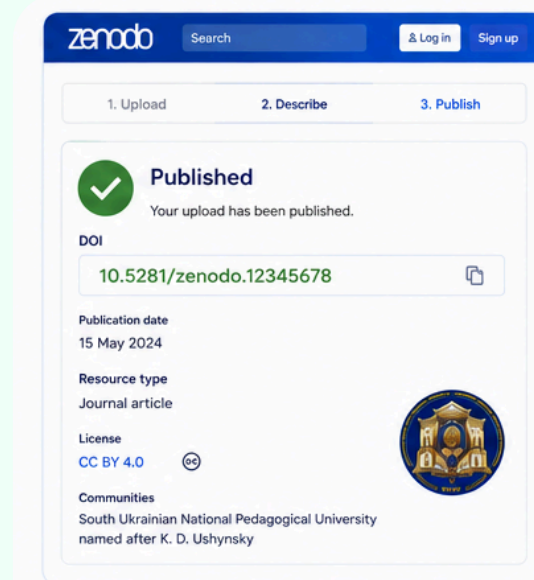 zenodo
Search
Log in
Sign up
1. Upload
2. Describe
3. Publish
Published
Your upload has been published.
DOI
10.5281/zenodo.12345678
Publication date
15 May 2024
Resource type
Journal article
License
CC BY 4.0
Communities
South Ukrainian National Pedagogical University
named after K. D. Ushynsky